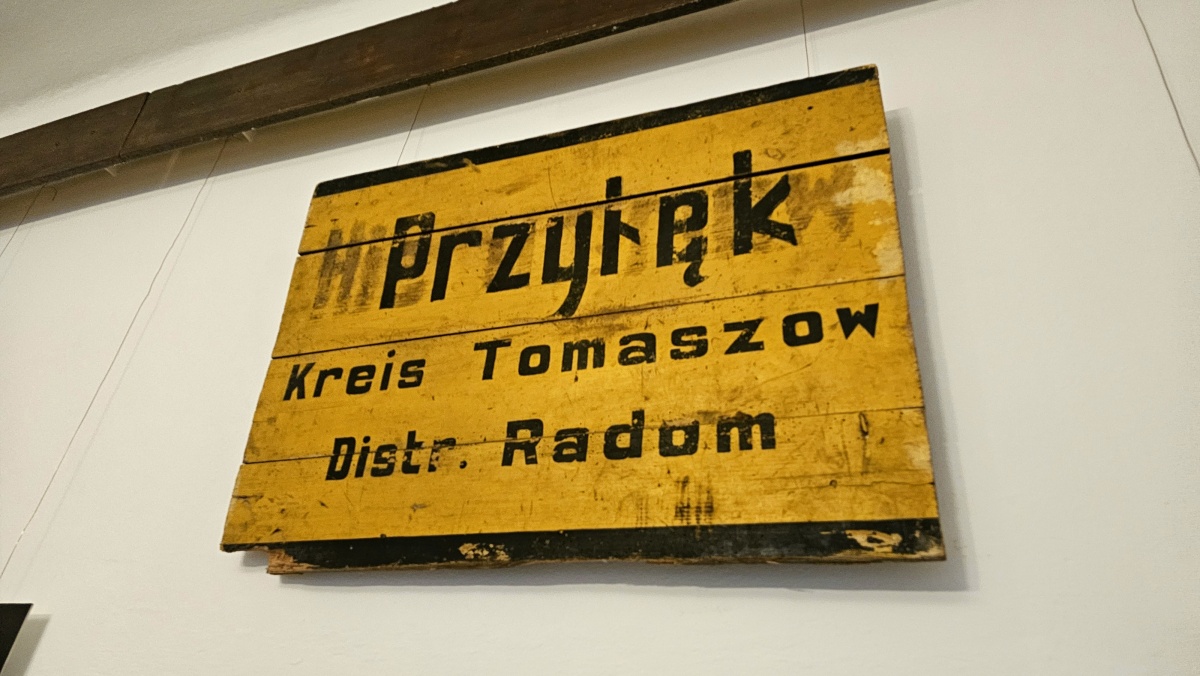 Przyłęk
Kreis Tomaszow
Distr. Radom